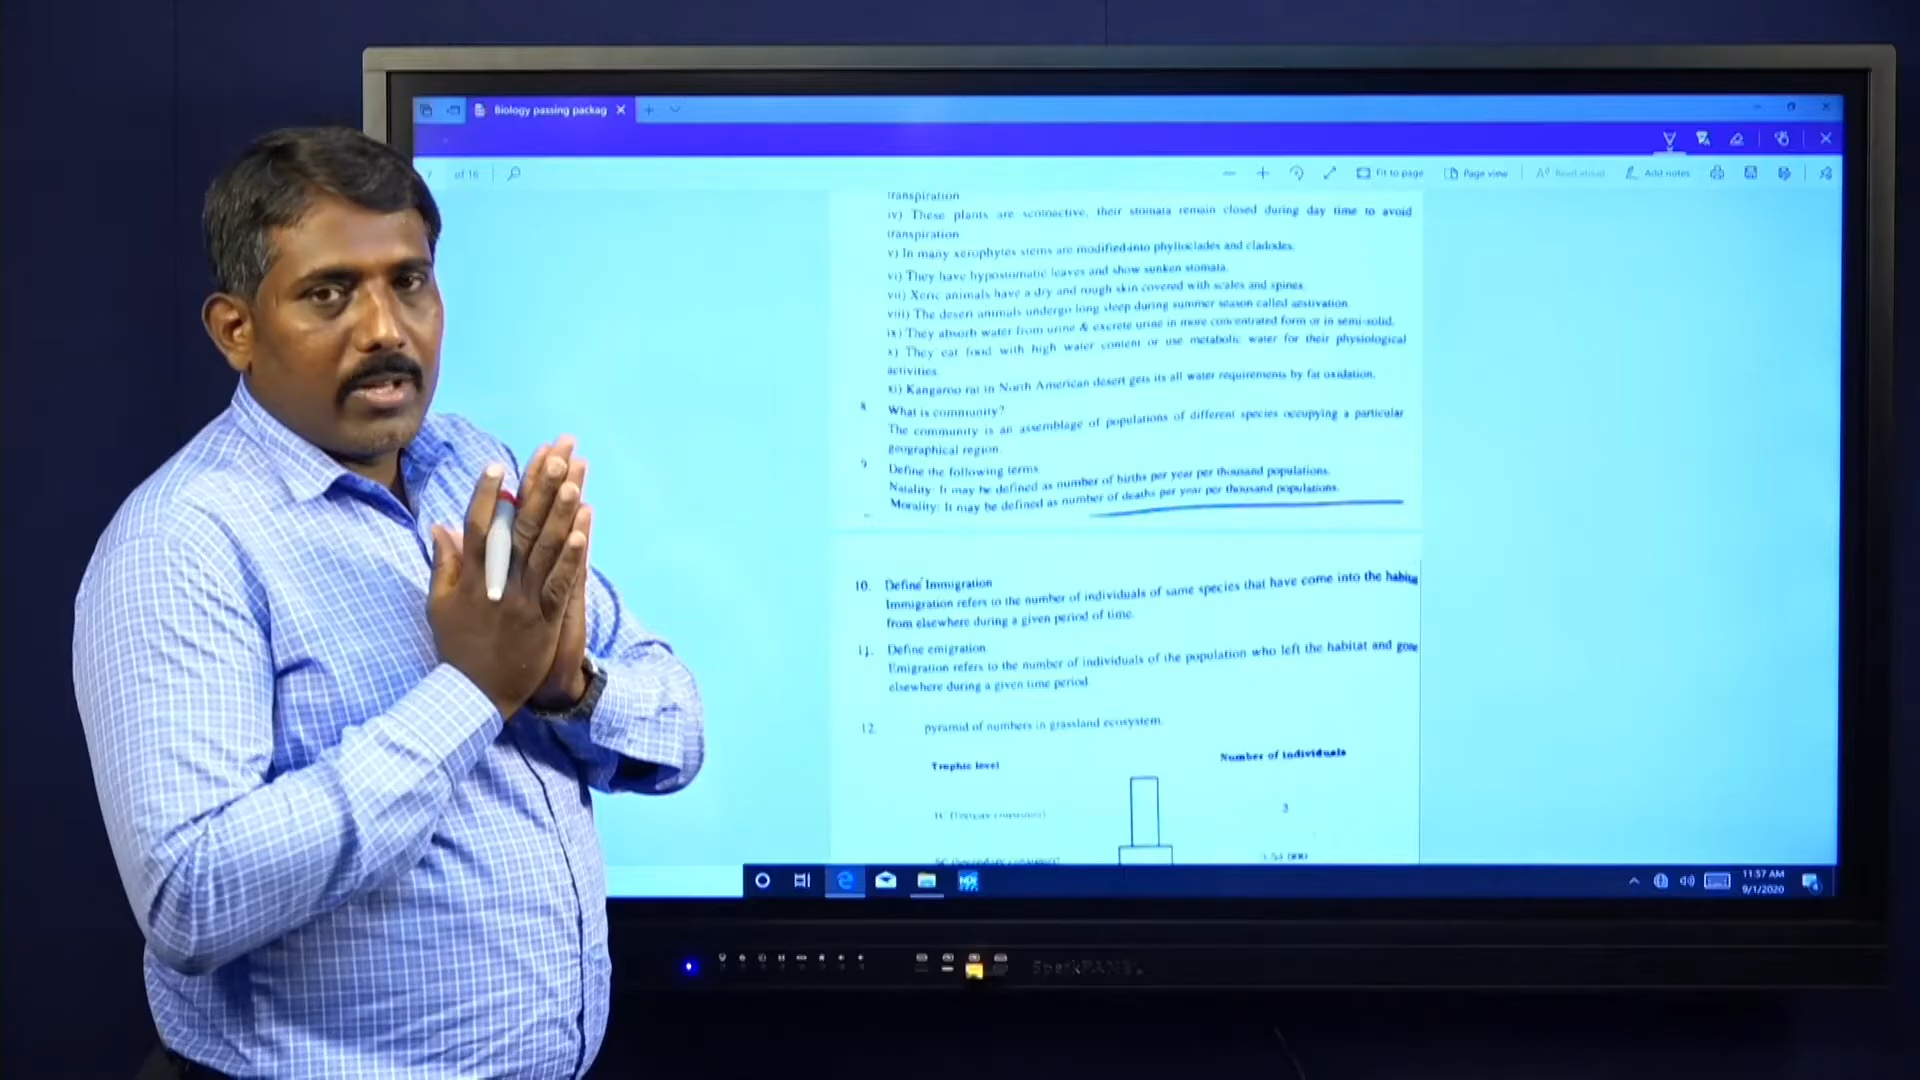 Biology passing packag
7 of 16
Fit to page
Page view
Read aloud
Add notes
transpiration
iv) These plants are scotoactive, their stomata remain closed during day time to avoid
transpiration
v) In many xerophytes stems are modified into phylloclades and cladodes.
vi) They have hypostomatic leaves and show sunken stomata.
vii) Xeric animals have a dry and rough skin covered with scales and spines
viii) The desert animals undergo long sleep during summer season called aestivation.
ix) They absorb water from urine & excrete urine in more concentrated form or in semi-solid.
x) They eat food with high water content or use metabolic water for their physiological
activities.
xi) Kangaroo rat in North American desert gets its all water requirements by fat oxidation.
8 What is community?
The community is an assemblage of populations of different species occupying a particular
geographical region.
9 Define the following terms
Natality: It may be defined as number of births per year per thousand populations.
Morality: It may be defined as number of deaths per year per thousand populations.
10. Define Immigration
Immigration refers to the number of individuals of same species that have come into the habitat
from elsewhere during a given period of time.
11. Define emigration
Emigration refers to the number of individuals of the population who left the habitat and gone
elsewhere during a given time period
12. pyramid of numbers in grassland ecosystem.
Trophic level
Number of individuals
TC (Tertiary consumer)
3
SC (Secondary consumer)
11:57 AM
9/1/2020
SparkPANEL